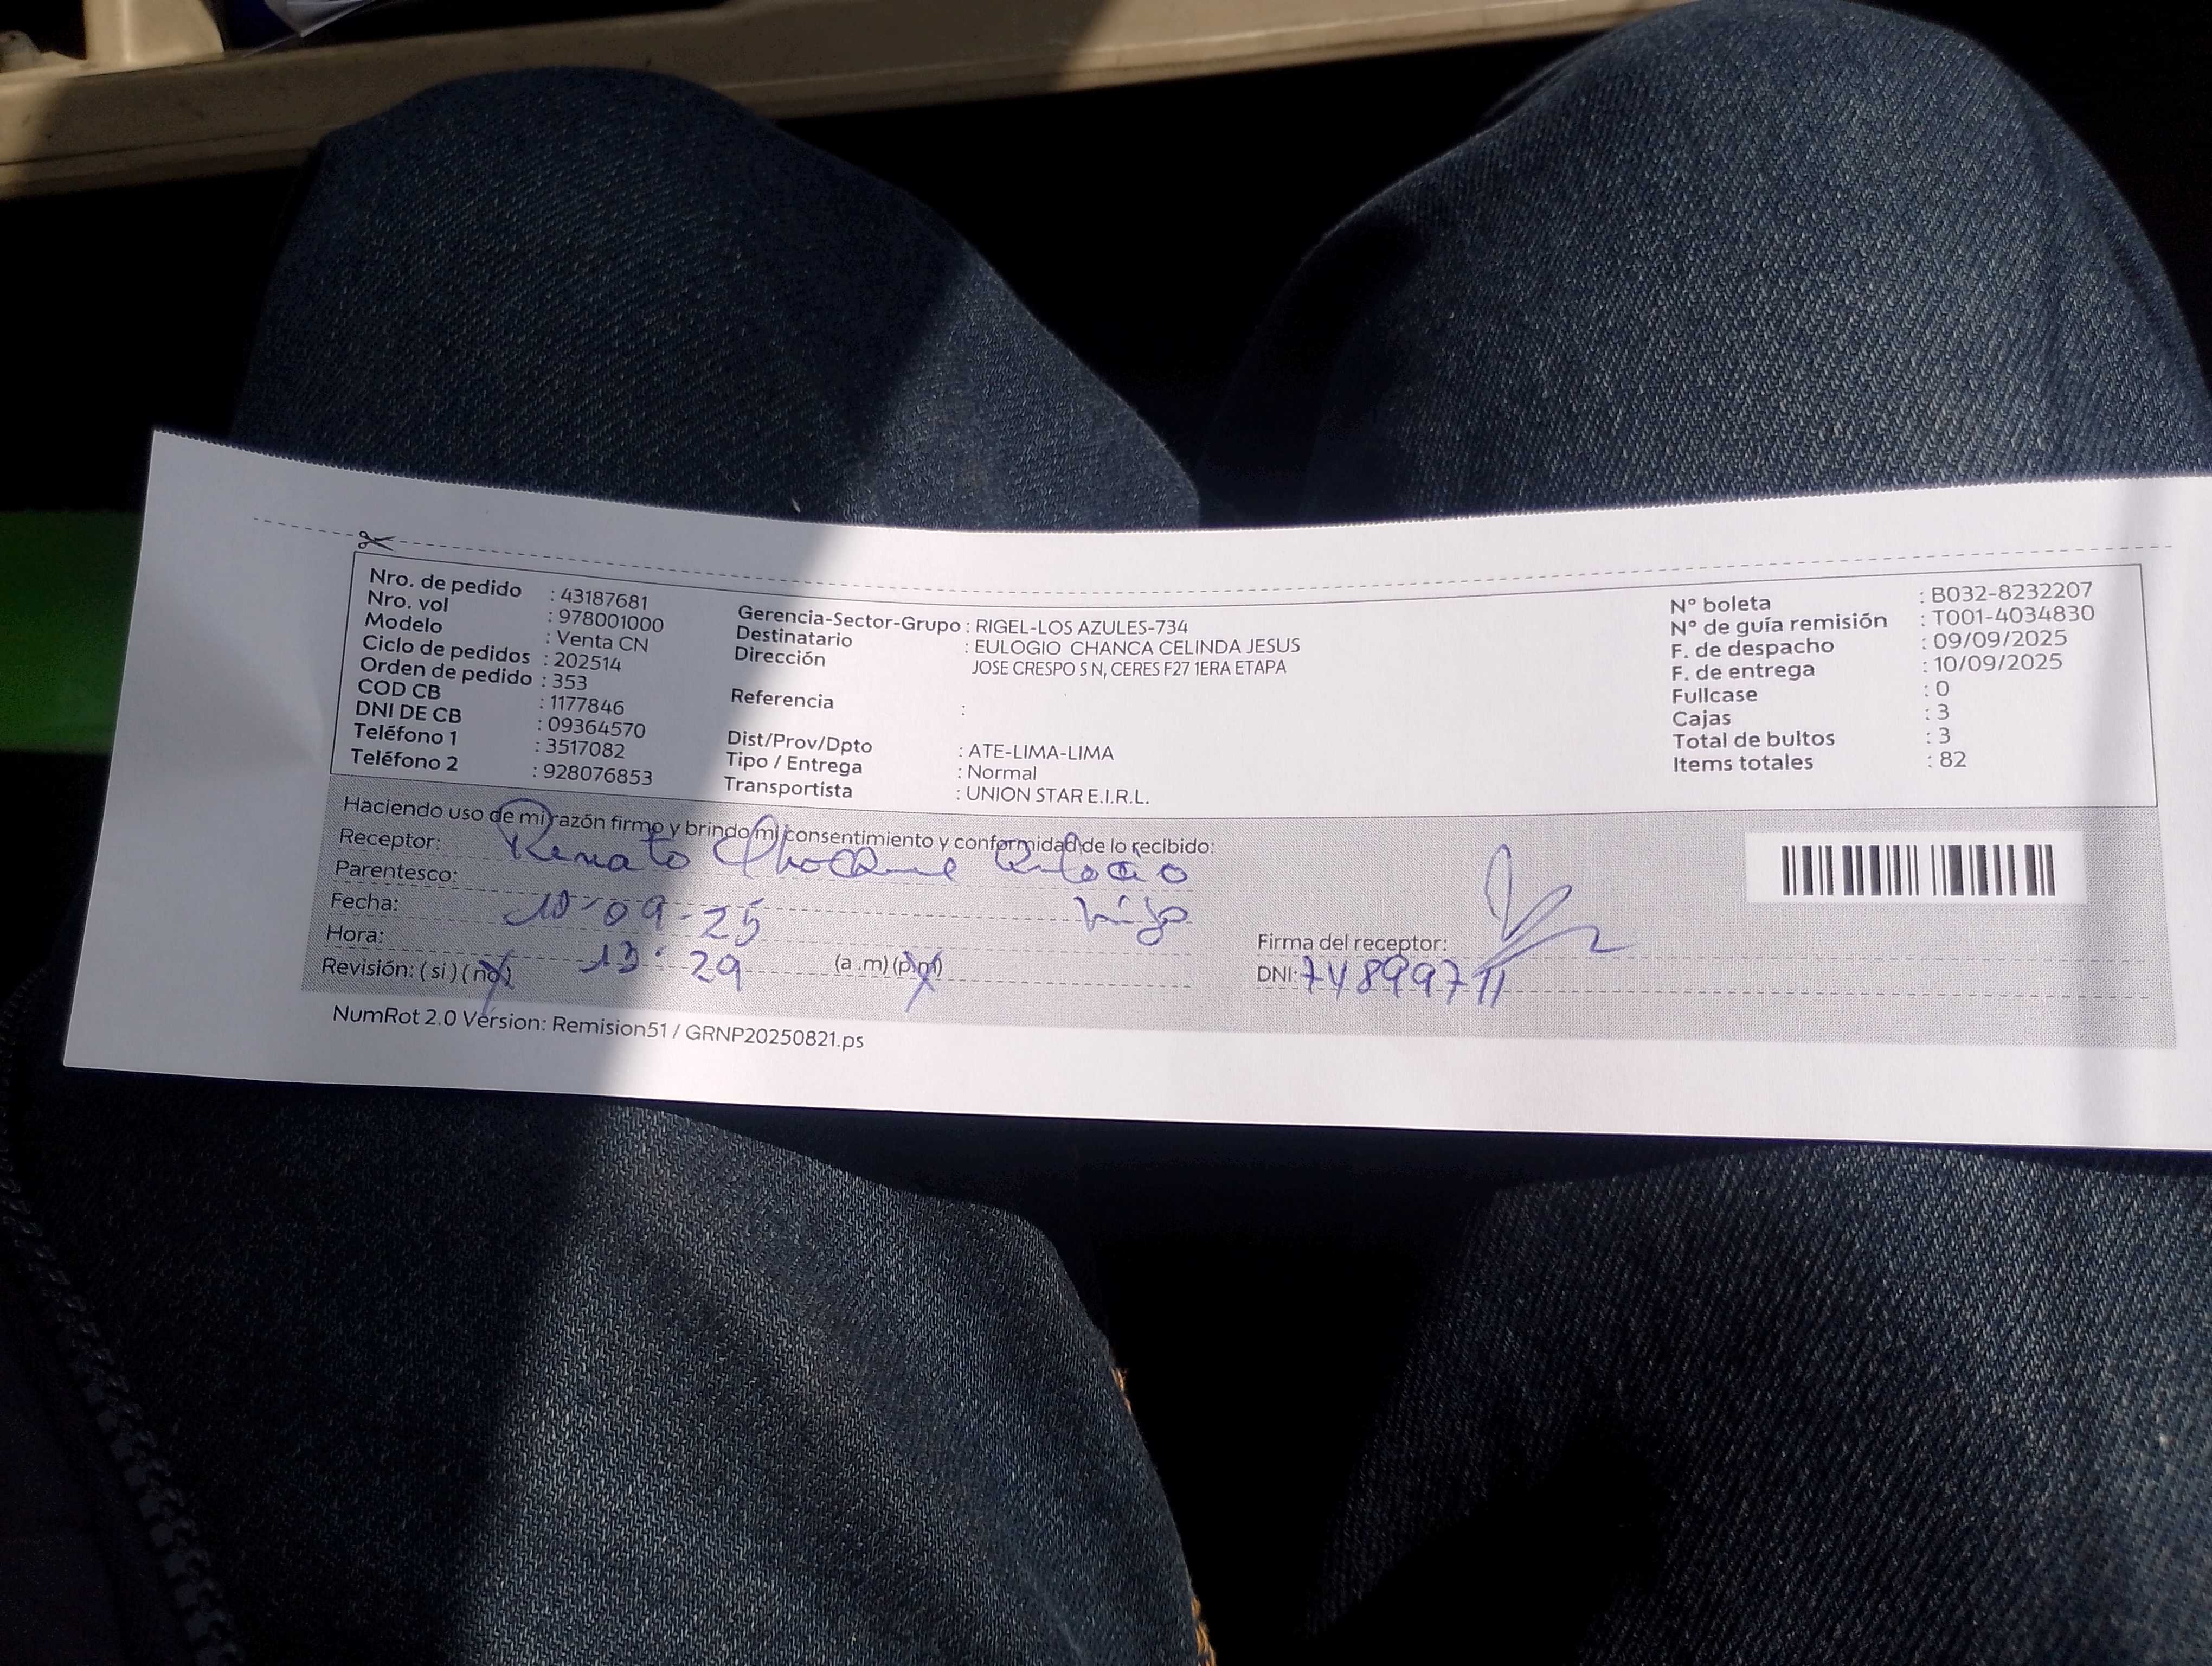 Nro. de pedido : 43187681
Nro. vol : 978001000
Modelo : Venta CN
Ciclo de pedidos : 202514
Orden de pedido : 353
COD CB : 1177846
DNI DE CB : 09364570
Teléfono 1 : 3517082
Teléfono 2 : 928076853
Gerencia-Sector-Grupo : RIGEL-LOS AZULES-734
Destinatario : EULOGIO CHANCA CELINDA JESUS
Dirección JOSE CRESPO S N, CERES F27 1ERA ETAPA
Referencia :
Dist/Prov/Dpto : ATE-LIMA-LIMA
Tipo / Entrega : Normal
Transportista : UNION STAR E.I.R.L.
N° boleta : B032-8232207
N° de guía remisión : T001-4034830
F. de despacho : 09/09/2025
F. de entrega : 10/09/2025
Fullcase : 0
Cajas : 3
Total de bultos : 3
Items totales : 82
Haciendo uso de mi razón firmo y brindo mi consentimiento y conformidad de lo recibido:
Receptor: Renato
Parentesco: hijo
Fecha: 10-09-25
Hora: 13:29 (a .m) (p.m)
Revisión: (si) (no)
Firma del receptor:
DNI: 74899711
NumRot 2.0 Version: Remision51 / GRNP20250821.ps